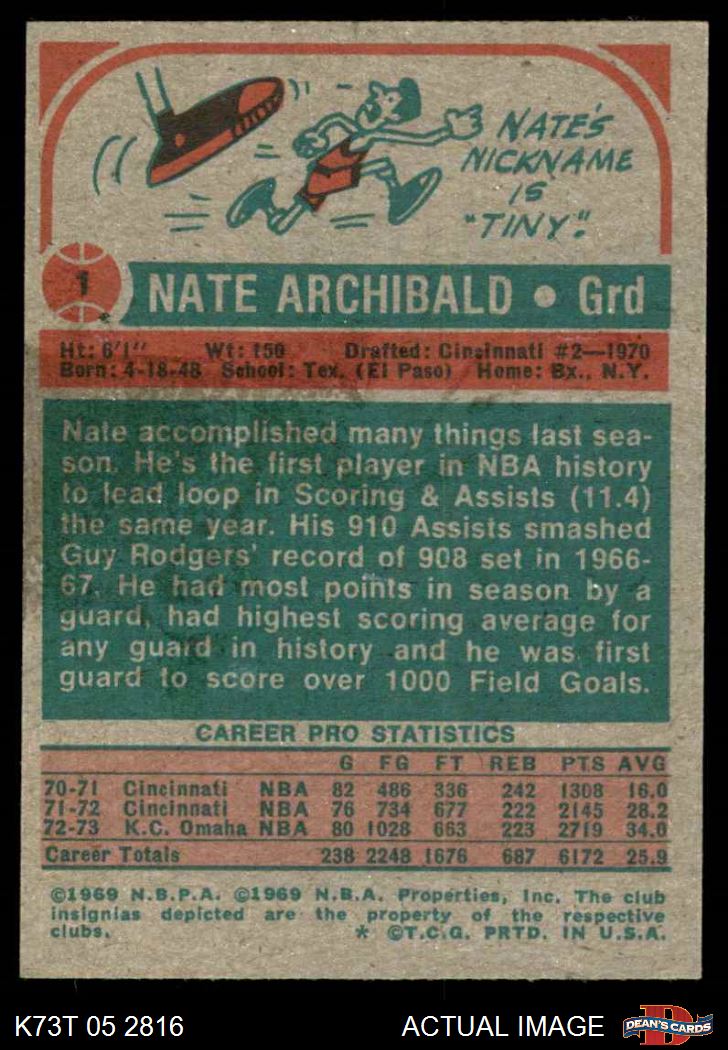 NATE'S
NICKNAME
IS
"TINY".
1
NATE ARCHIBALD • Grd
Ht: 6'1" Wt: 150 Drafted: Cincinnati #2—1970
Born: 4-18-48 School: Tex. (El Paso) Home: Bx., N.Y.
Nate accomplished many things last sea-
son. He's the first player in NBA history
to lead loop in Scoring & Assists (11.4)
the same year. His 910 Assists smashed
Guy Rodgers' record of 908 set in 1966-
67. He had most points in season by a
guard, had highest scoring average for
any guard in history and he was first
guard to score over 1000 Field Goals.
CAREER PRO STATISTICS
G FG FT REB PTS AVG
70-71 Cincinnati NBA 82 486 336 242 1308 16.0
71-72 Cincinnati NBA 76 734 677 222 2145 28.2
72-73 K.C. Omaha NBA 80 1028 663 223 2719 34.0
Career Totals 238 2248 1676 687 6172 25.9
©1969 N.B.P.A. ©1969 N.B.A. Properties, Inc. The club
insignias depicted are the property of the respective
clubs. * ©T.C.G. PRTD. IN U.S.A.
K73T 05 2816 ACTUAL IMAGE D DEAN'S CARDS